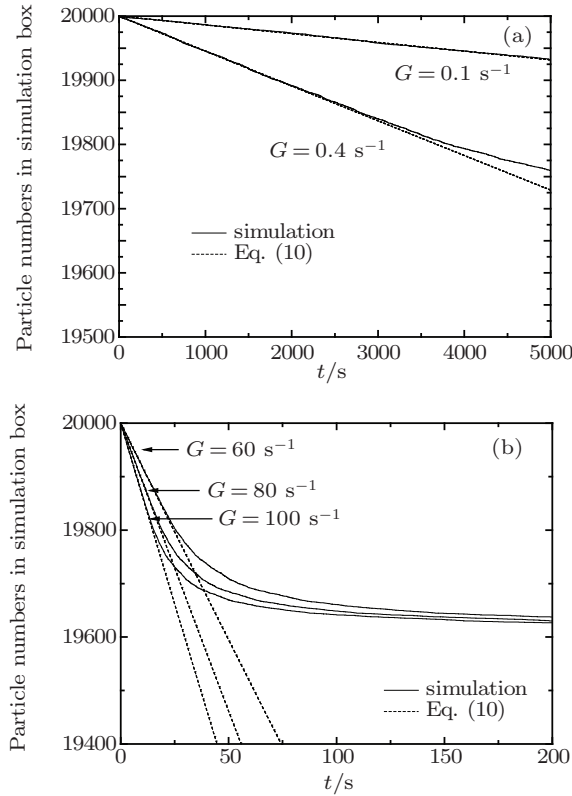 Particle numbers in simulation box
20000
19900
19800
19700
19600
19500
(a)
G = 0.1 s⁻¹
G = 0.4 s⁻¹
simulation
Eq. (10)
0 1000 2000 3000 4000 5000
t/s
Particle numbers in simulation box
20000
19800
19600
19400
(b)
G = 60 s⁻¹
G = 80 s⁻¹
G = 100 s⁻¹
simulation
Eq. (10)
0 50 100 150 200
t/s